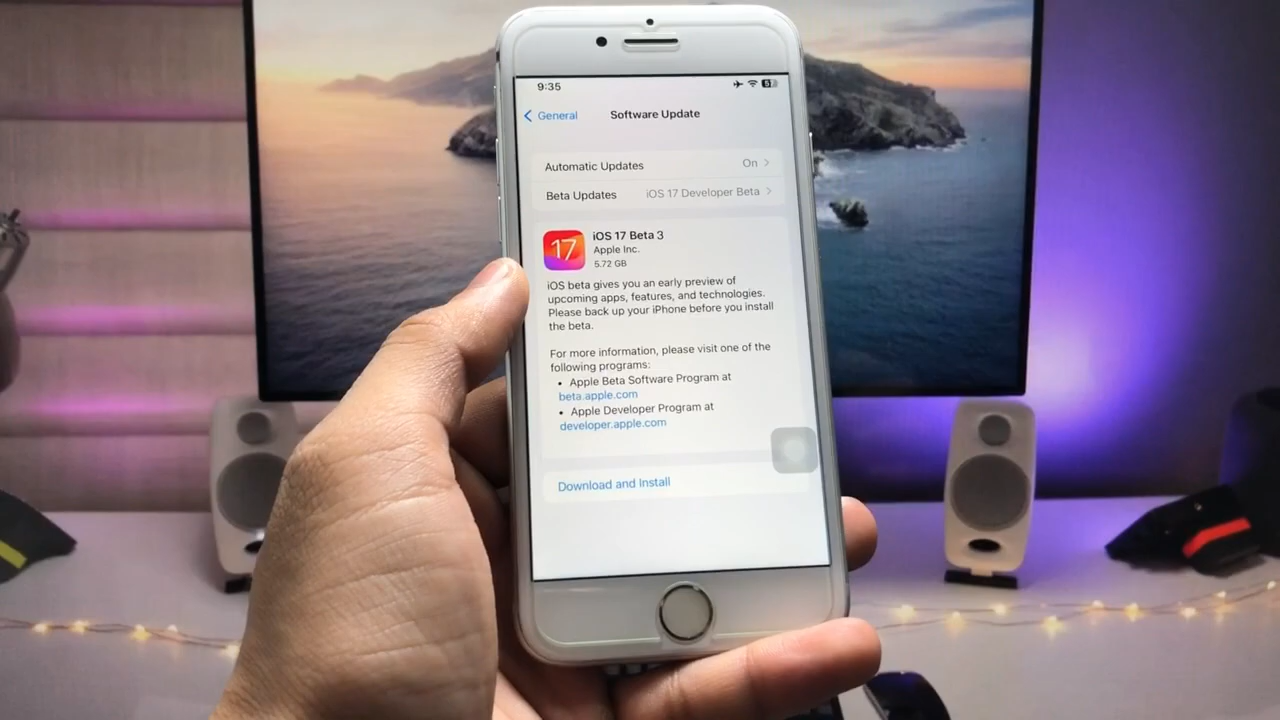 9:35
General
Software Update
Automatic Updates On
Beta Updates iOS 17 Developer Beta
17
iOS 17 Beta 3
Apple Inc.
5.72 GB
iOS beta gives you an early preview of
upcoming apps, features, and technologies.
Please back up your iPhone before you install
the beta.
For more information, please visit one of the
following programs:
• Apple Beta Software Program at
beta.apple.com
• Apple Developer Program at
developer.apple.com
Download and Install